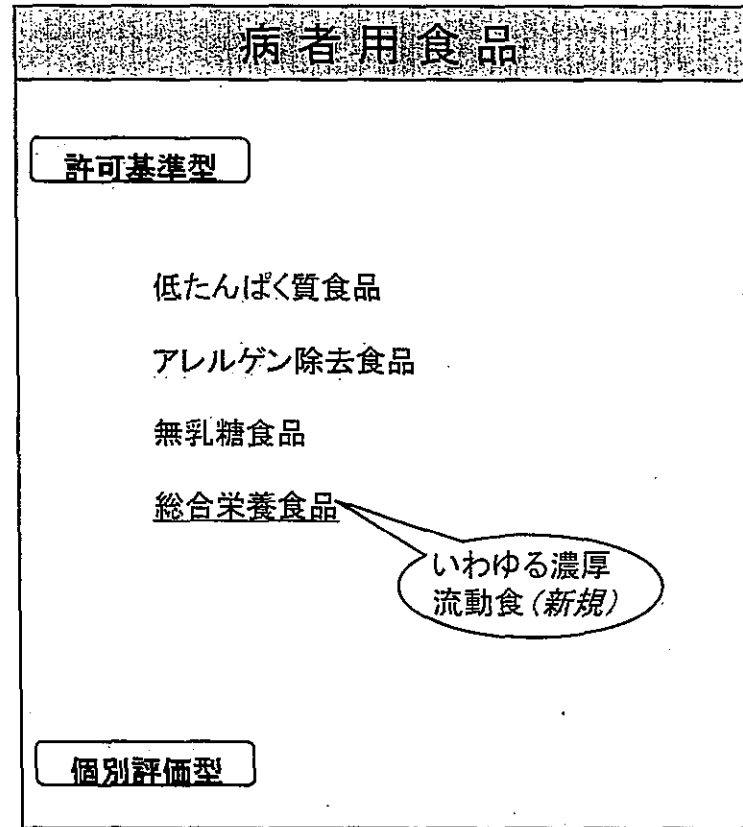 病者用食品
許可基準型
低たんぱく質食品
アレルゲン除去食品
無乳糖食品
総合栄養食品
いわゆる濃厚
流動食(新規)
個別評価型